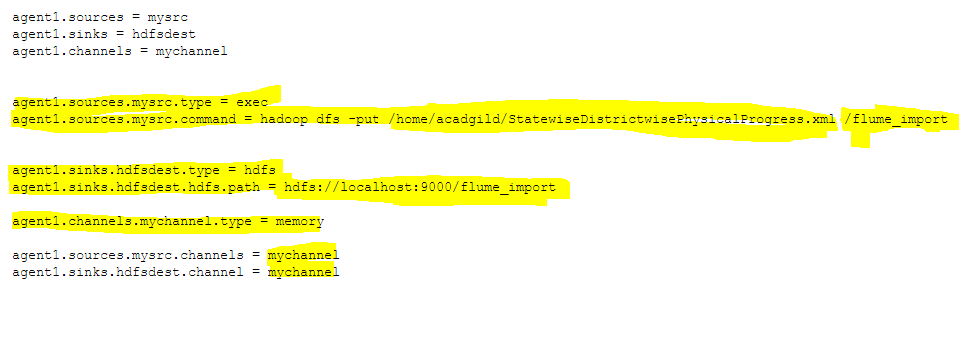 agent1.sources = mysrc
agent1.sinks = hdfsdest
agent1.channels = mychannel
agent1.sources.mysrc.type = exec
agent1.sources.mysrc.command = hadoop dfs -put /home/acadgild/StatewiseDistrictwisePhysicalProgress.xml /flume_import
agent1.sinks.hdfsdest.type = hdfs
agent1.sinks.hdfsdest.hdfs.path = hdfs://localhost:9000/flume_import
agent1.channels.mychannel.type = memory
agent1.sources.mysrc.channels = mychannel
agent1.sinks.hdfsdest.channel = mychannel